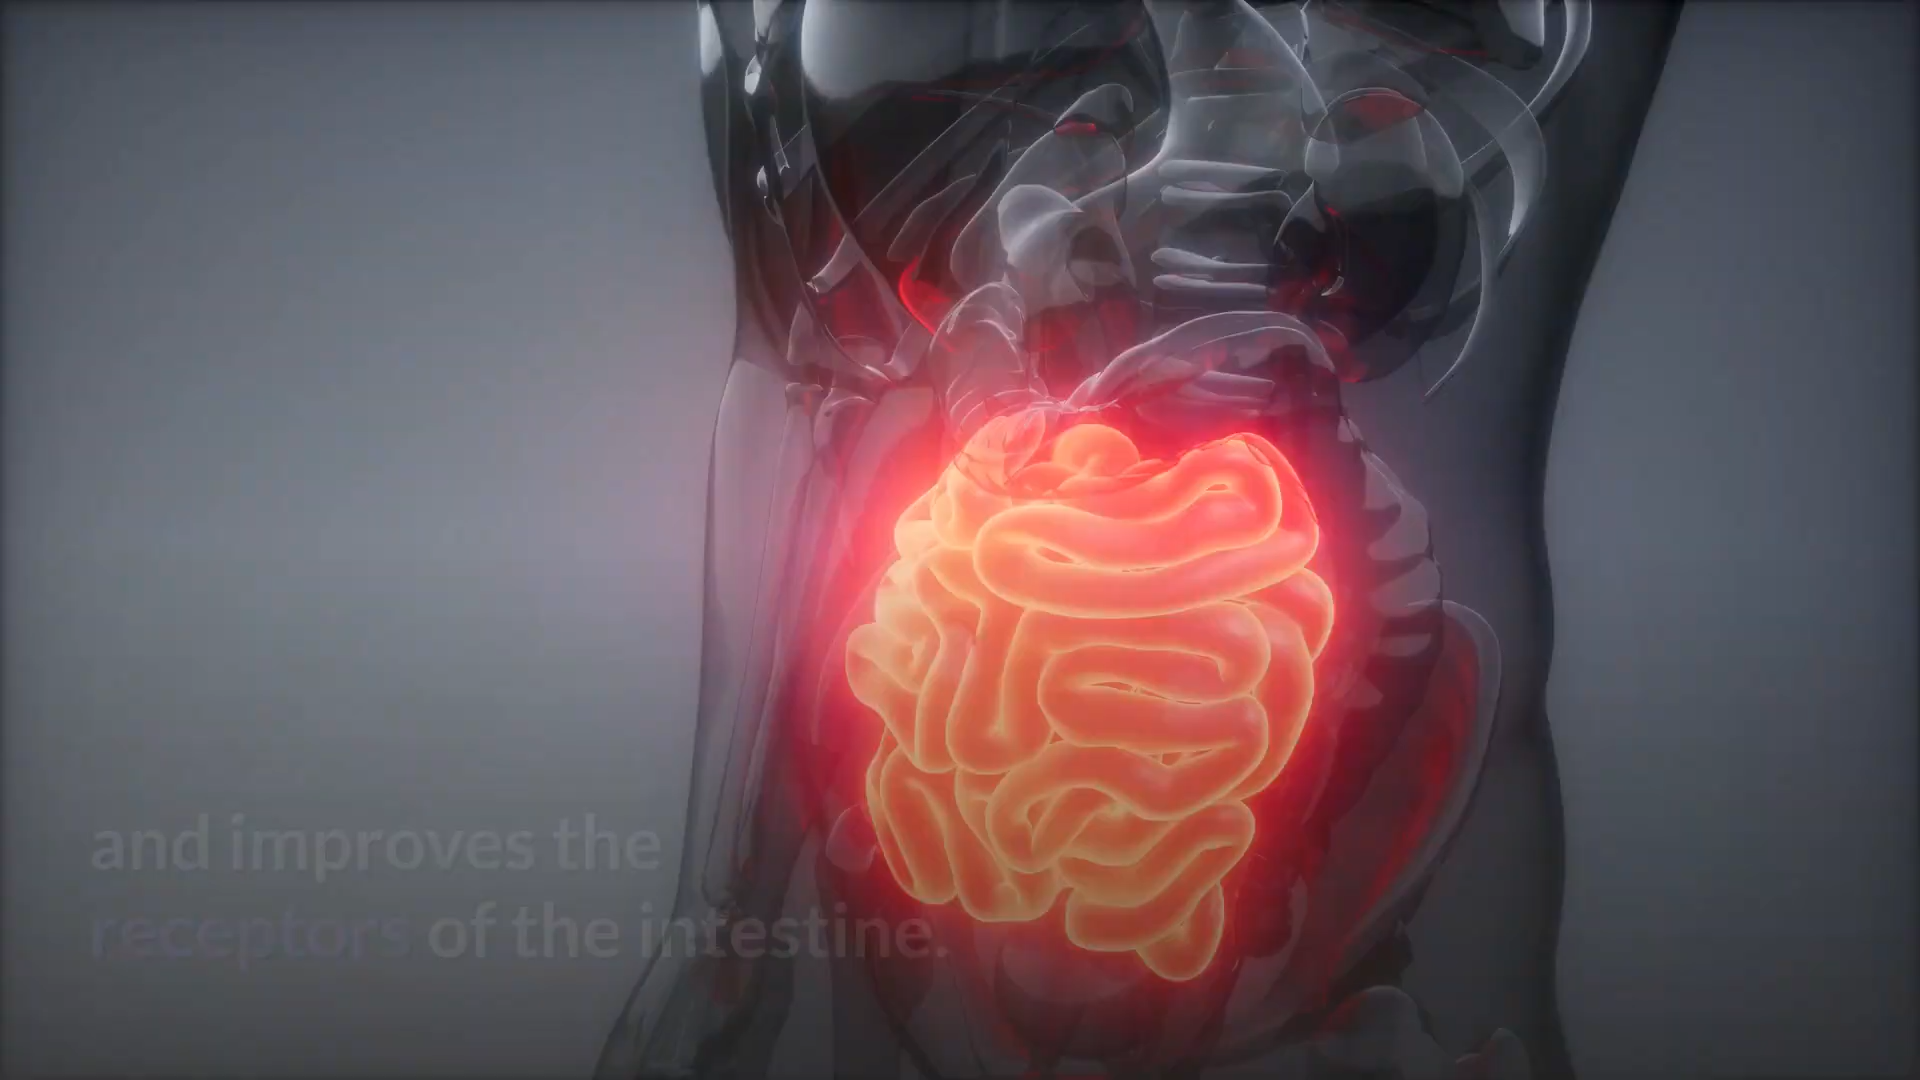 and improves the
receptors of the intestine.